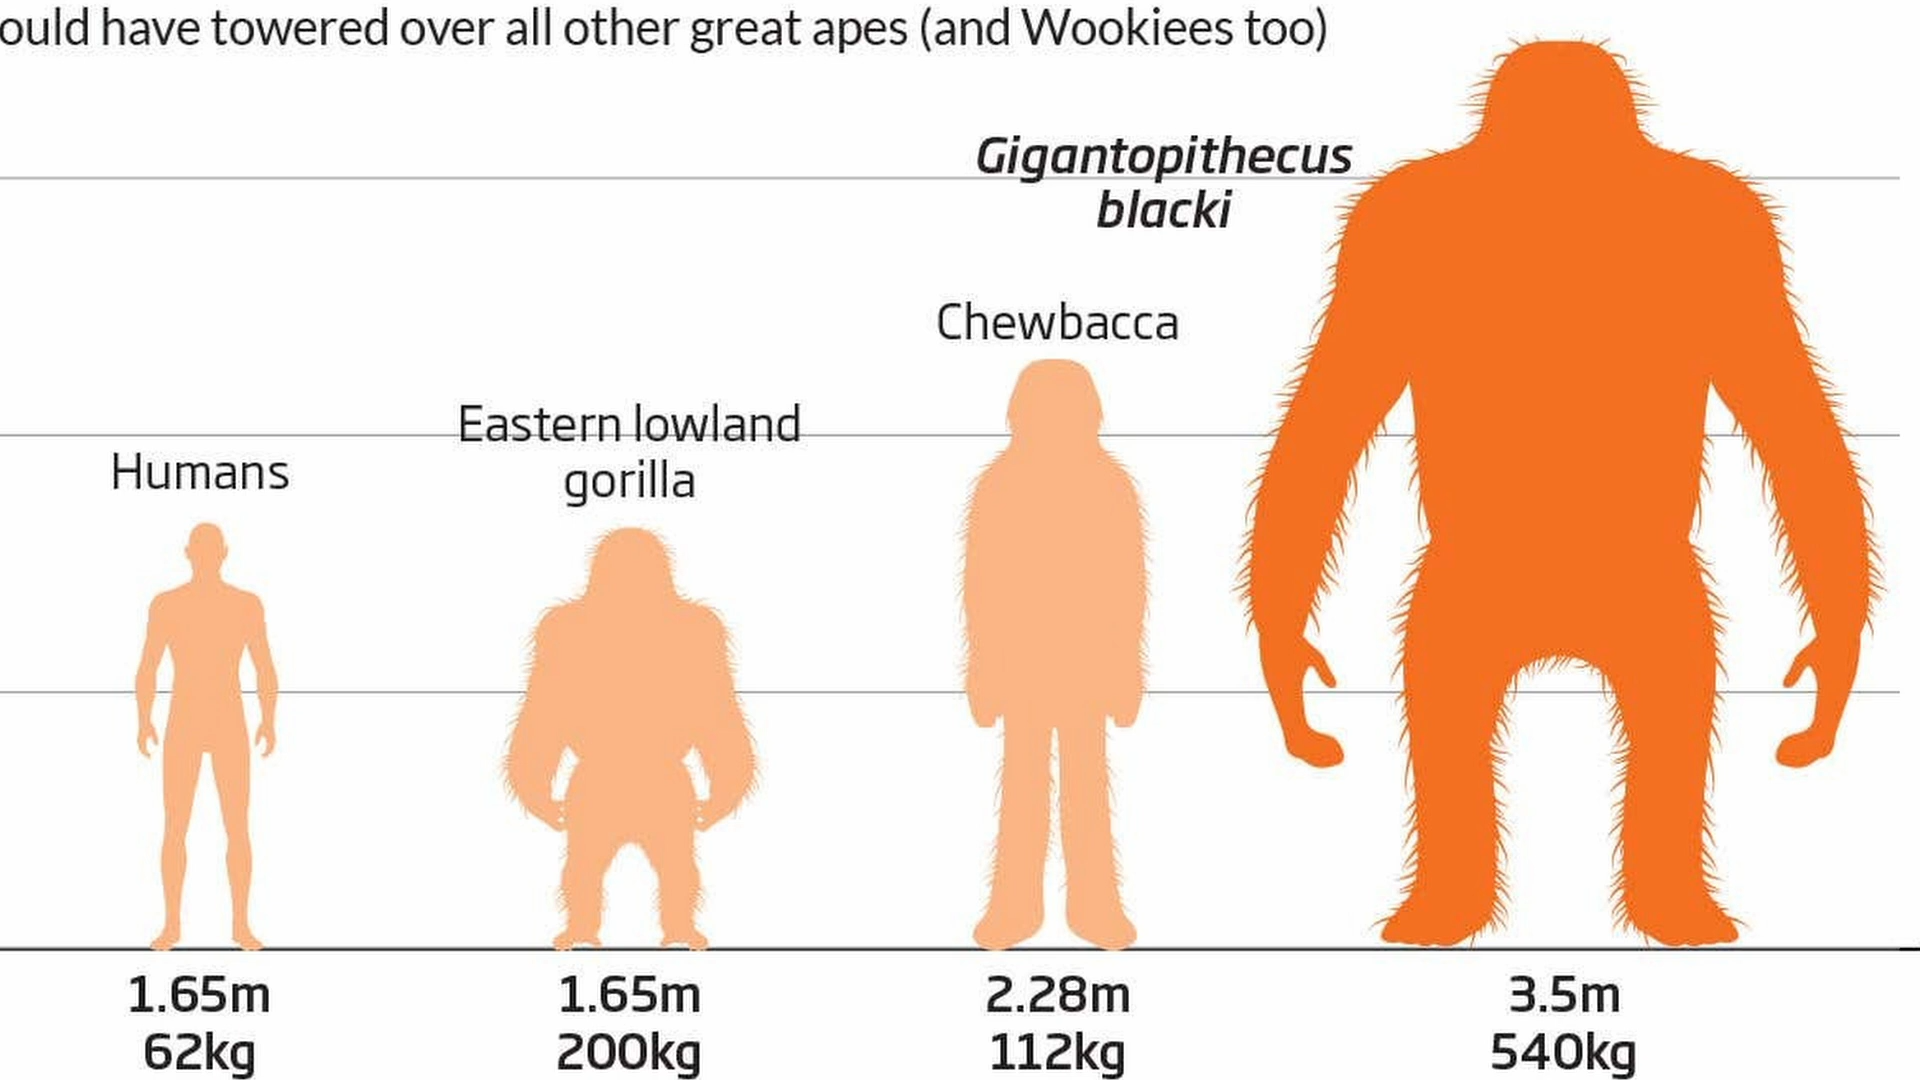 ould have towered over all other great apes (and Wookiees too)
Gigantopithecus
blacki
Chewbacca
Eastern lowland
gorilla
Humans
1.65m
62kg
1.65m
200kg
2.28m
112kg
3.5m
540kg